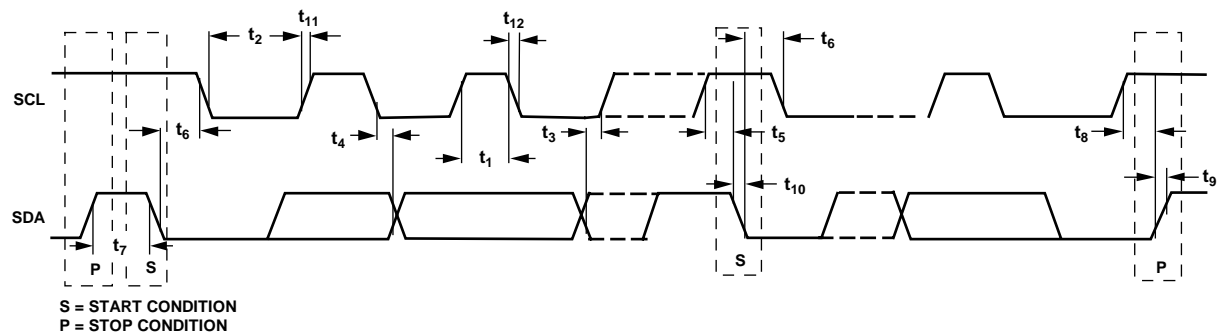 t11
t12
t2
t6
SCL
t6
t4
t3
t5
t8
t1
t10
t9
SDA
t7
P
S
S
P
S = START CONDITION
P = STOP CONDITION